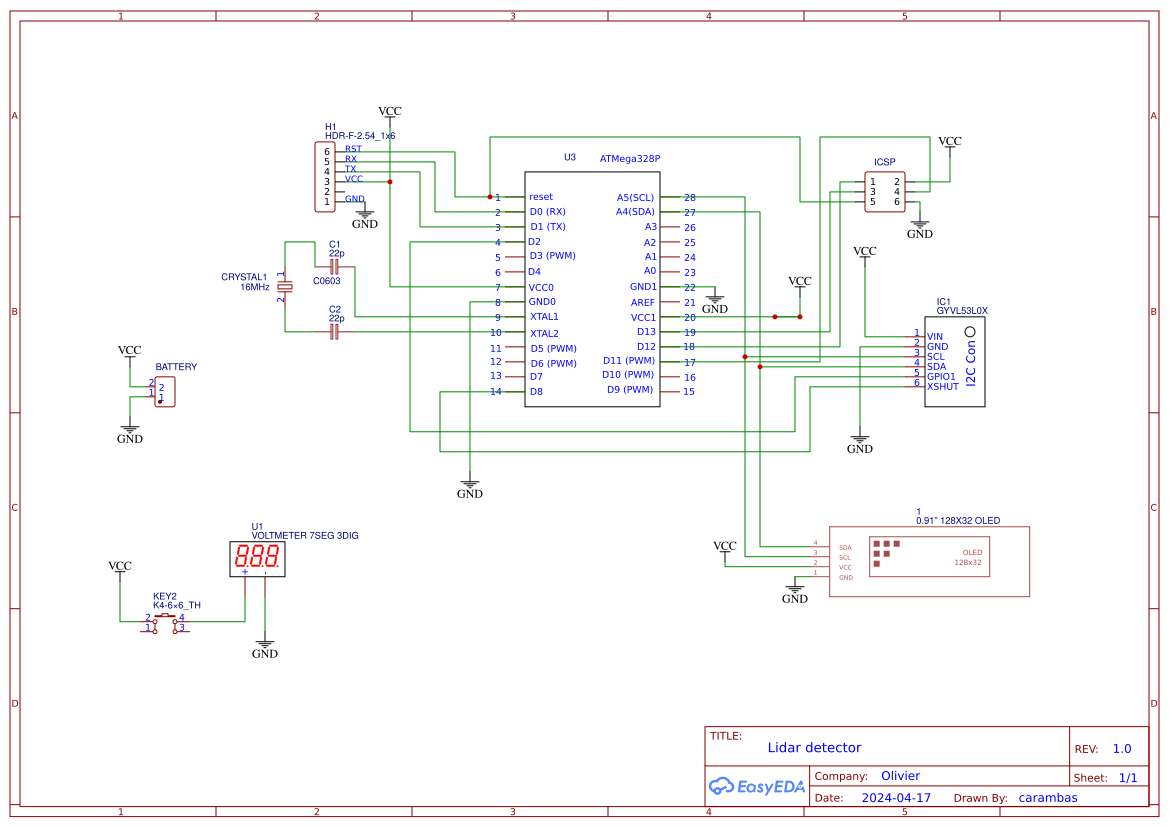 1 2 3 4 5
A
A
VCC
H1
HDR-F-2.54_1x6
6 RST
5 RX
4 TX
3 VCC
2
1 GND
GND
U3 ATMega328P
1 reset
2 D0 (RX)
3 D1 (TX)
4 D2
5 D3 (PWM)
6 D4
7 VCC0
8 GND0
9 XTAL1
10 XTAL2
11 D5 (PWM)
12 D6 (PWM)
13 D7
14 D8
A5(SCL) 28
A4(SDA) 27
A3 26
A2 25
A1 24
A0 23
GND1 22
AREF 21
VCC1 20
D13 19
D12 18
D11 (PWM) 17
D10 (PWM) 16
D9 (PWM) 15
GND
VCC
GND
ICSP
1 2
3 4
5 6
VCC
GND
C1
22p
C0603
CRYSTAL1
16MHz
1
2
C2
22p
B
B
VCC
IC1
GYVL53L0X
1 VIN
2 GND
3 SCL
4 SDA
5 GPIO1
6 XSHUT
I2C Con
GND
VCC
BATTERY
2 2
1 1
GND
C
C
U1
VOLTMETER 7SEG 3DIG
8.8.8.
+ -
VCC
KEY2
K4-6×6_TH
2 4
1 3
GND
1
0.91" 128X32 OLED
VCC
4 SDA
3 SCL
2 VCC
1 GND
OLED
128x32
GND
D
D
TITLE:
Lidar detector
REV: 1.0
EasyEDA
Company: Olivier
Sheet: 1/1
Date: 2024-04-17 Drawn By: carambas
1 2 3 4 5